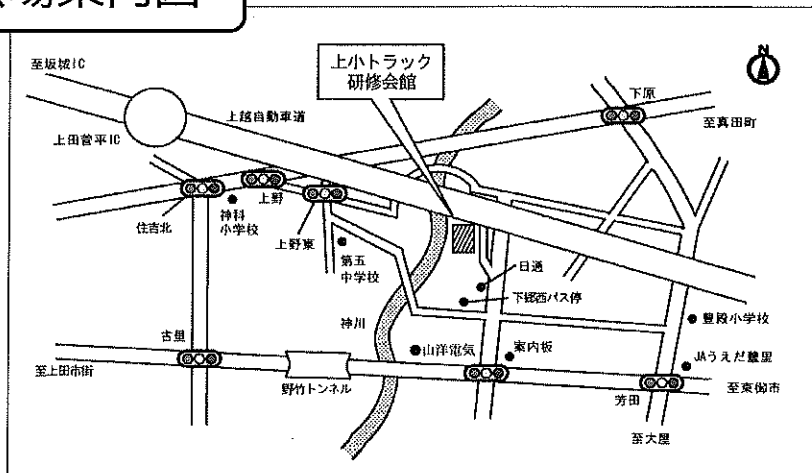 場案内図
至坂城IC
上小トラック
研修会館
N
下原
上越自動車道
至真田町
上田菅平IC
住吉北
神科
小学校
上野
上野東
第五
中学校
日通
下郷西バス停
神川
豊殿小学校
古里
山洋電気
案内板
JAうえだ豊里
至上田市街
野竹トンネル
芳田
至東御市
至大屋